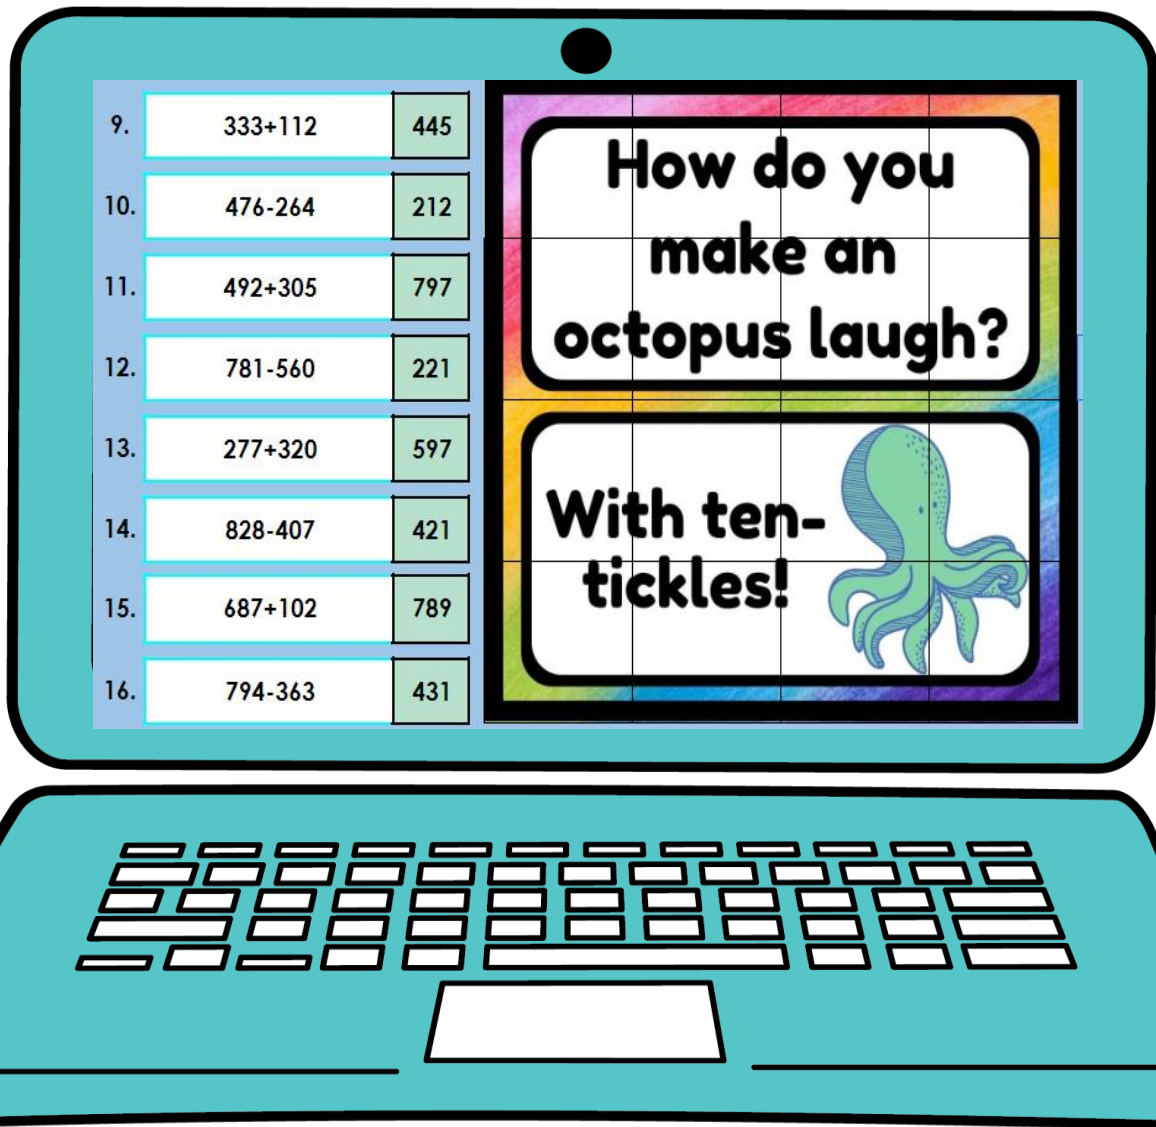 9. 333+112 445
10. 476-264 212
11. 492+305 797
12. 781-560 221
13. 277+320 597
14. 828-407 421
15. 687+102 789
16. 794-363 431
How do you
make an
octopus laugh?
With ten-
tickles!